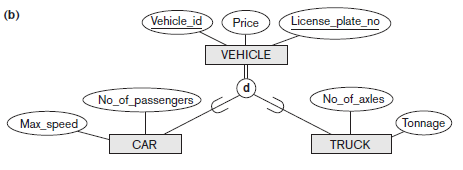 (b)
Vehicle_id
Price
License_plate_no
VEHICLE
d
No_of_passengers
No_of_axles
Max_speed
Tonnage
CAR
TRUCK